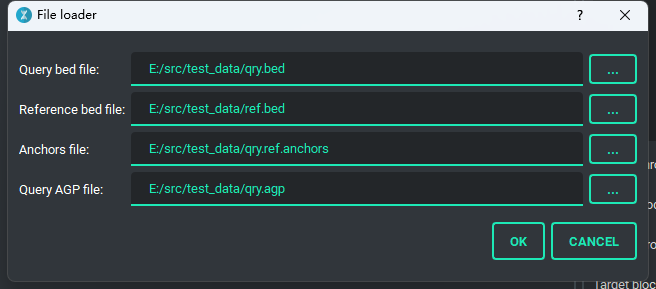 File loader
?
Query bed file: E:/src/test_data/qry.bed ...
Reference bed file: E:/src/test_data/ref.bed ...
Anchors file: E:/src/test_data/qry.ref.anchors ...
Query AGP file: E:/src/test_data/qry.agp ...
OK CANCEL
Target